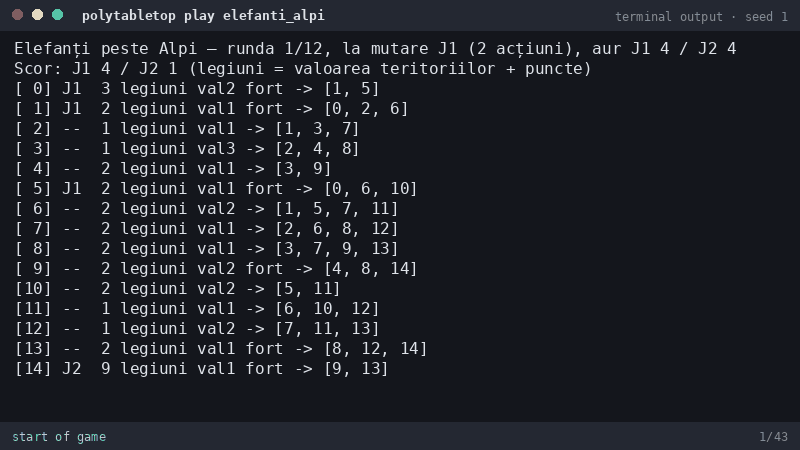 polytabletop play elefanti_alpi
terminal output · seed 1
Elefanți peste Alpi — runda 1/12, la mutare J1 (2 acțiuni), aur J1 4 / J2 4
Scor: J1 4 / J2 1 (legiuni = valoarea teritoriilor + puncte)
[ 0] J1  3 legiuni val2 fort -> [1, 5]
[ 1] J1  2 legiuni val1 fort -> [0, 2, 6]
[ 2] --  1 legiuni val1 -> [1, 3, 7]
[ 3] --  1 legiuni val3 -> [2, 4, 8]
[ 4] --  2 legiuni val1 -> [3, 9]
[ 5] J1  2 legiuni val1 fort -> [0, 6, 10]
[ 6] --  2 legiuni val2 -> [1, 5, 7, 11]
[ 7] --  2 legiuni val1 -> [2, 6, 8, 12]
[ 8] --  2 legiuni val1 -> [3, 7, 9, 13]
[ 9] --  2 legiuni val2 fort -> [4, 8, 14]
[10] --  2 legiuni val2 -> [5, 11]
[11] --  1 legiuni val1 -> [6, 10, 12]
[12] --  1 legiuni val2 -> [7, 11, 13]
[13] --  2 legiuni val1 fort -> [8, 12, 14]
[14] J2  9 legiuni val1 fort -> [9, 13]
start of game
1/43